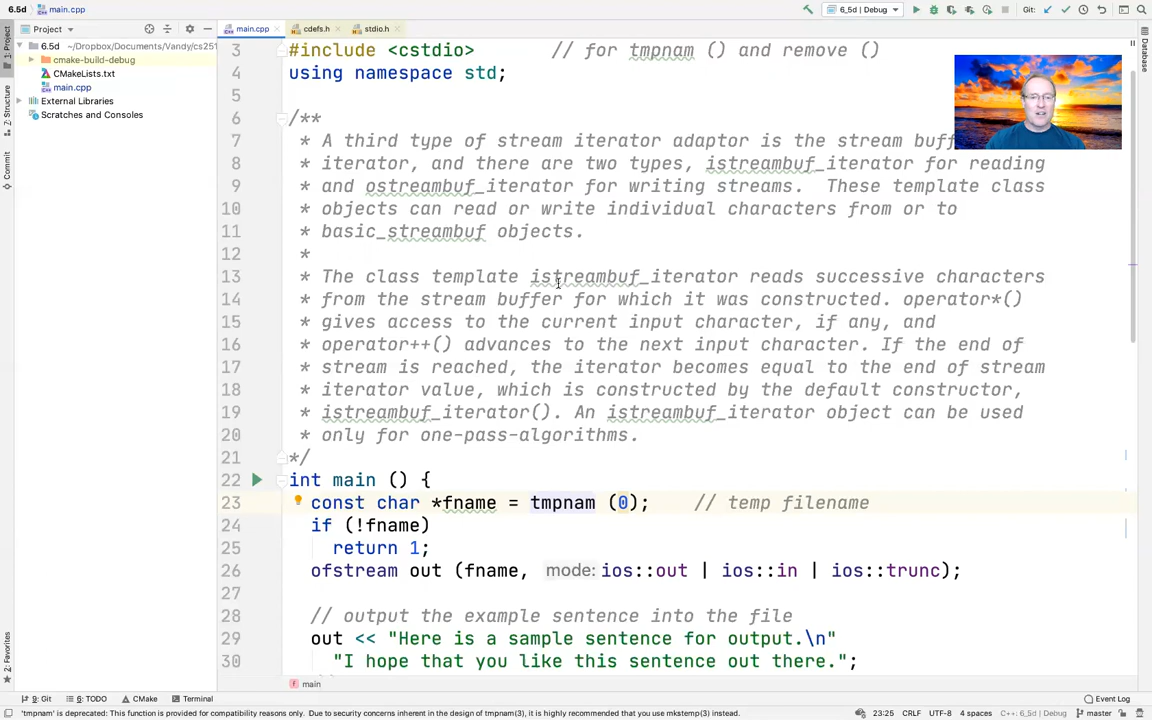 6.5d main.cpp
6_5d | Debug
Git:
1: Project
Structure
Commit
2: Favorites
Database
Project
6.5d ~/Dropbox/Documents/Vandy/cs251
cmake-build-debug
CMakeLists.txt
main.cpp
External Libraries
Scratches and Consoles
main.cpp cdefs.h stdio.h
3 #include <cstdio> // for tmpnam () and remove ()
4 using namespace std;
5
6 /**
7 * A third type of stream iterator adaptor is the stream buff
8 * iterator, and there are two types, istreambuf_iterator for reading
9 * and ostreambuf_iterator for writing streams. These template class
10 * objects can read or write individual characters from or to
11 * basic_streambuf objects.
12 *
13 * The class template istreambuf_iterator reads successive characters
14 * from the stream buffer for which it was constructed. operator*()
15 * gives access to the current input character, if any, and
16 * operator++() advances to the next input character. If the end of
17 * stream is reached, the iterator becomes equal to the end of stream
18 * iterator value, which is constructed by the default constructor,
19 * istreambuf_iterator(). An istreambuf_iterator object can be used
20 * only for one-pass-algorithms.
21 */
22 int main () {
23 const char *fname = tmpnam (0); // temp filename
24 if (!fname)
25 return 1;
26 ofstream out (fname, mode: ios::out | ios::in | ios::trunc);
27
28 // output the example sentence into the file
29 out << "Here is a sample sentence for output.\n"
30 "I hope that you like this sentence out there.";
main
9: Git 6: TODO CMake Terminal Event Log
'tmpnam' is deprecated: This function is provided for compatibility reasons only. Due to security concerns inherent in the design of tmpnam(3), it is highly recommended that you use mkstemp(3) instead. 23:25 CRLF UTF-8 4 spaces C++: 6_5d | Debug master